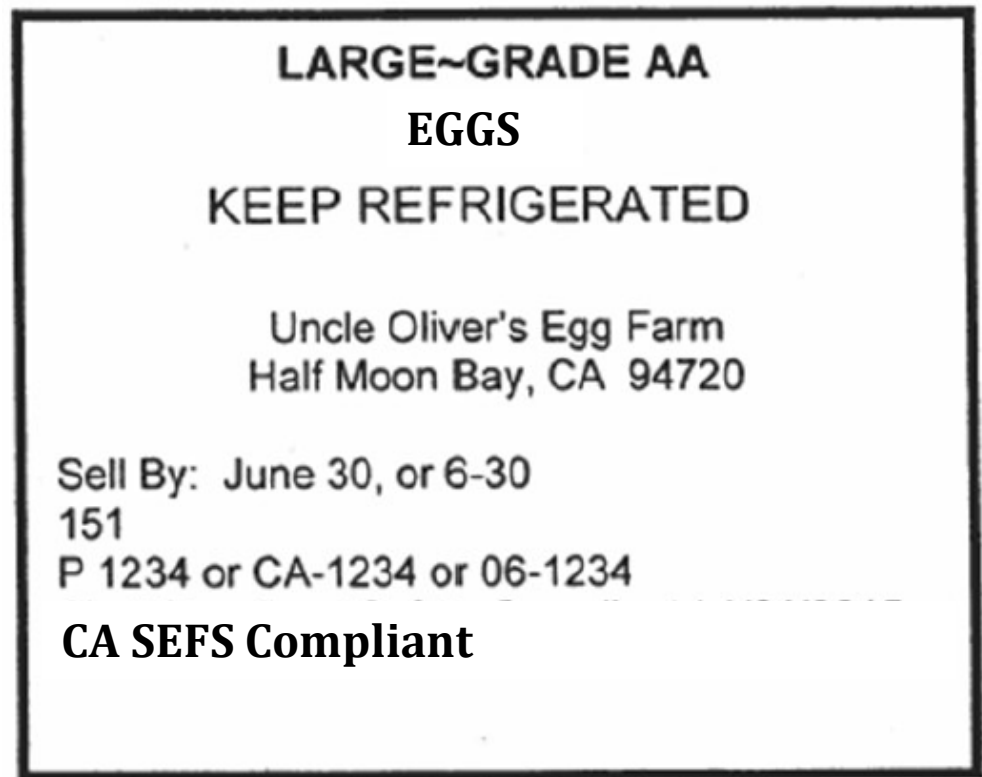 LARGE~GRADE AA
EGGS
KEEP REFRIGERATED
Uncle Oliver's Egg Farm
Half Moon Bay, CA 94720
Sell By: June 30, or 6-30
151
P 1234 or CA-1234 or 06-1234
CA SEFS Compliant